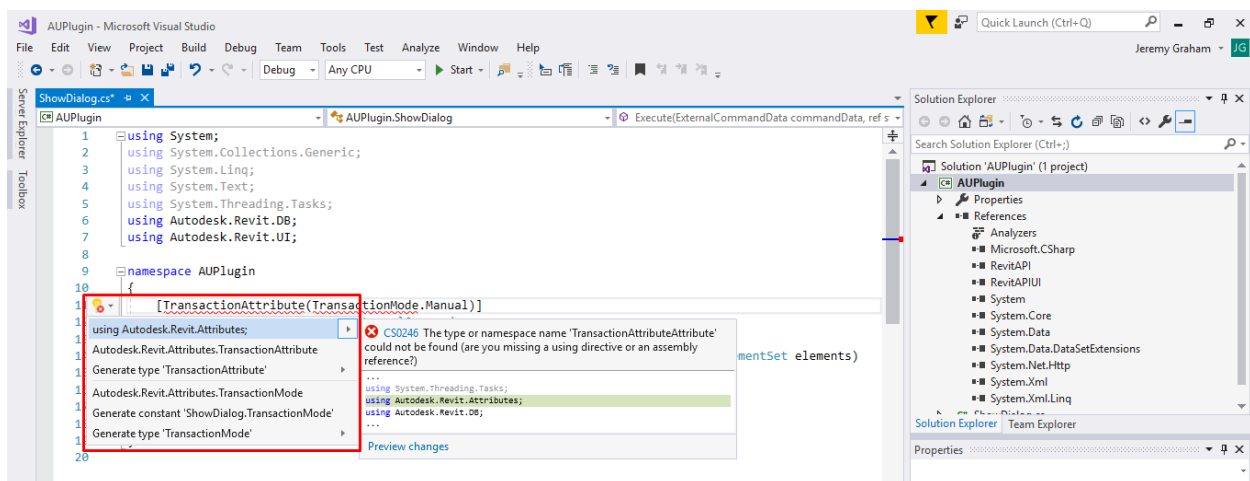 AUPlugin - Microsoft Visual Studio
Quick Launch (Ctrl+Q)
File Edit View Project Build Debug Team Tools Test Analyze Window Help
Jeremy Graham
JG
Debug
Any CPU
Start
Server Explorer
Toolbox
ShowDialog.cs*
C# AUPlugin
AUPlugin.ShowDialog
Execute(ExternalCommandData commandData, ref s
1 using System;
2 using System.Collections.Generic;
3 using System.Linq;
4 using System.Text;
5 using System.Threading.Tasks;
6 using Autodesk.Revit.DB;
7 using Autodesk.Revit.UI;
8
9 namespace AUPlugin
10 {
1 [TransactionAttribute(TransactionMode.Manual)]
using Autodesk.Revit.Attributes;
Autodesk.Revit.Attributes.TransactionAttribute
Generate type 'TransactionAttribute'
Autodesk.Revit.Attributes.TransactionMode
Generate constant 'ShowDialog.TransactionMode'
Generate type 'TransactionMode'
CS0246 The type or namespace name 'TransactionAttributeAttribute'
could not be found (are you missing a using directive or an assembly
reference?)
...
using System.Threading.Tasks;
using Autodesk.Revit.Attributes;
using Autodesk.Revit.DB;
...
Preview changes
mentSet elements)
20
Solution Explorer
Search Solution Explorer (Ctrl+;)
Solution 'AUPlugin' (1 project)
C# AUPlugin
Properties
References
Analyzers
Microsoft.CSharp
RevitAPI
RevitAPIUI
System
System.Core
System.Data
System.Data.DataSetExtensions
System.Net.Http
System.Xml
System.Xml.Linq
Solution Explorer Team Explorer
Properties